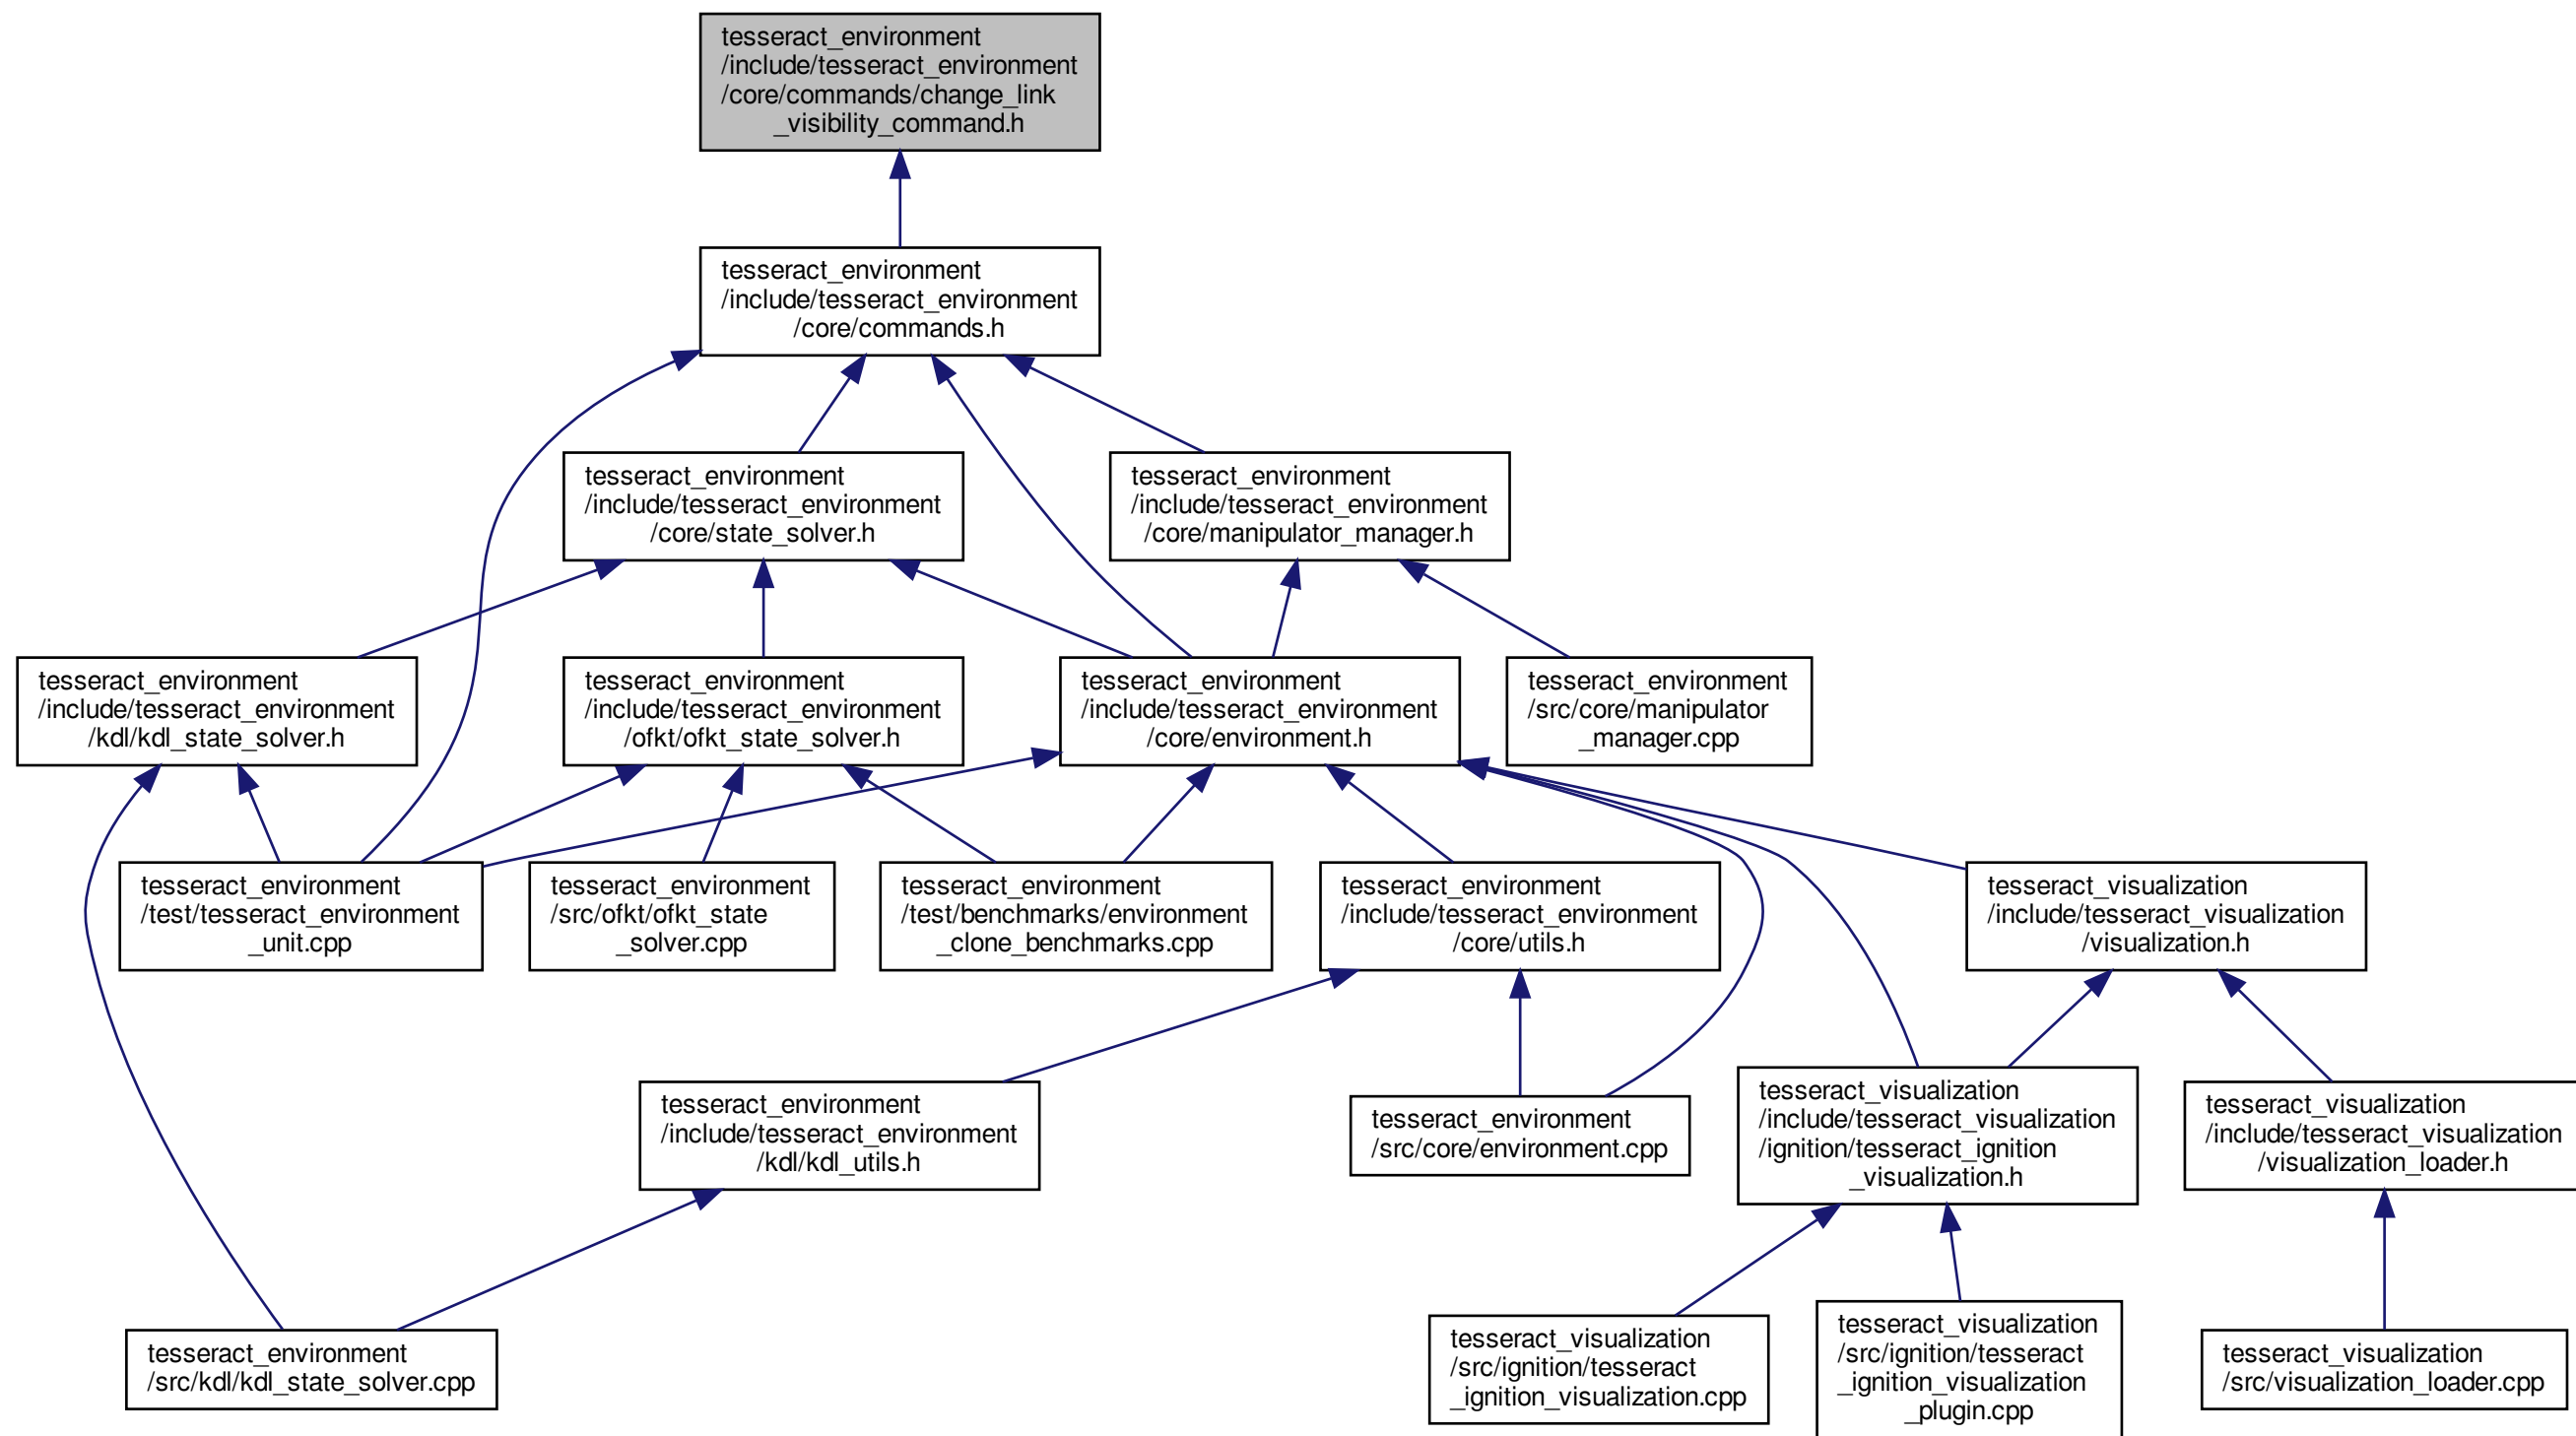 tesseract_environment
/include/tesseract_environment
/core/commands/change_link
_visibility_command.h
tesseract_environment
/include/tesseract_environment
/core/commands.h
tesseract_environment
/include/tesseract_environment
/core/state_solver.h
tesseract_environment
/include/tesseract_environment
/core/manipulator_manager.h
tesseract_environment
/include/tesseract_environment
/kdl/kdl_state_solver.h
tesseract_environment
/include/tesseract_environment
/ofkt/ofkt_state_solver.h
tesseract_environment
/include/tesseract_environment
/core/environment.h
tesseract_environment
/src/core/manipulator
_manager.cpp
tesseract_environment
/test/tesseract_environment
_unit.cpp
tesseract_environment
/src/ofkt/ofkt_state
_solver.cpp
tesseract_environment
/test/benchmarks/environment
_clone_benchmarks.cpp
tesseract_environment
/include/tesseract_environment
/core/utils.h
tesseract_visualization
/include/tesseract_visualization
/visualization.h
tesseract_environment
/include/tesseract_environment
/kdl/kdl_utils.h
tesseract_environment
/src/core/environment.cpp
tesseract_visualization
/include/tesseract_visualization
/ignition/tesseract_ignition
_visualization.h
tesseract_visualization
/include/tesseract_visualization
/visualization_loader.h
tesseract_environment
/src/kdl/kdl_state_solver.cpp
tesseract_visualization
/src/ignition/tesseract
_ignition_visualization.cpp
tesseract_visualization
/src/ignition/tesseract
_ignition_visualization
_plugin.cpp
tesseract_visualization
/src/visualization_loader.cpp